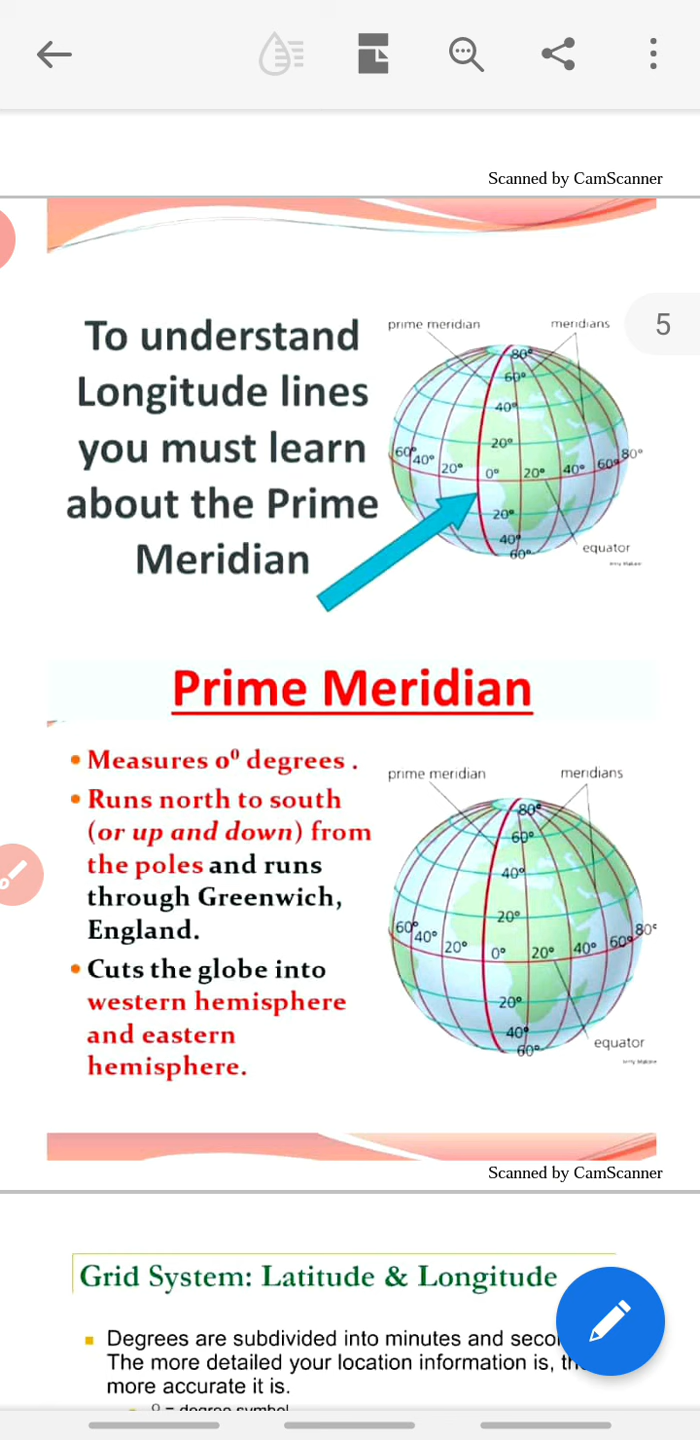 Scanned by CamScanner
5
To understand
Longitude lines
you must learn
about the Prime
Meridian
prime meridian
meridians
80°
60°
40°
20°
60°
40°
20°
0°
20°
40°
60°
80°
20°
40°
60°
equator
Prime Meridian
• Measures 0⁰ degrees .
• Runs north to south
(or up and down) from
the poles and runs
through Greenwich,
England.
• Cuts the globe into
western hemisphere
and eastern
hemisphere.
prime meridian
meridians
80°
60°
40°
20°
60°
40°
20°
0°
20°
40°
60°
80°
20°
40°
60°
equator
Scanned by CamScanner
Grid System: Latitude & Longitude
Degrees are subdivided into minutes and
The more detailed your location information is,
more accurate it is.
= degree symbol